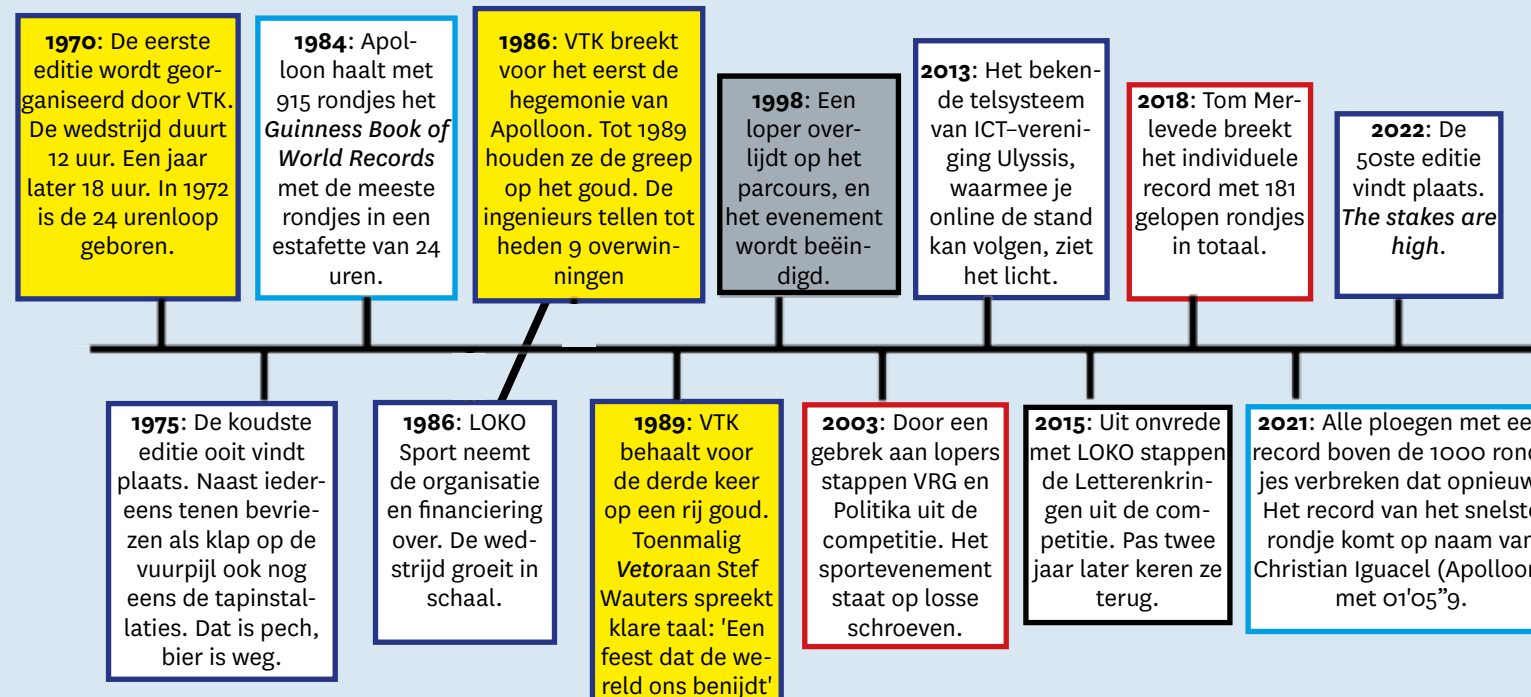 1970: De eerste
editie wordt geor-
ganiseerd door VTK.
De wedstrijd duurt
12 uur. Een jaar
later 18 uur. In 1972
is de 24 urenloop
geboren.
1984: Apol-
loon haalt met
915 rondjes het
Guinness Book of
World Records
met de meeste
rondjes in een
estafette van 24
uren.
1986: VTK breekt
voor het eerst de
hegemonie van
Apolloon. Tot 1989
houden ze de greep
op het goud. De
ingenieurs tellen tot
heden 9 overwin-
ningen
1998: Een
loper over-
lijdt op het
parcours, en
het evenement
wordt beëin-
digd.
2013: Het beken-
de telsysteem
van ICT-vereni-
ging Ulyssis,
waarmee je
online de stand
kan volgen, ziet
het licht.
2018: Tom Mer-
levede breekt
het individuele
record met 181
gelopen rondjes
in totaal.
2022: De
50ste editie
vindt plaats.
The stakes are
high.
1975: De koudste
editie ooit vindt
plaats. Naast ieder-
eens tenen bevrie-
zen als klap op de
vuurpijl ook nog
eens de tapinstal-
laties. Dat is pech,
bier is weg.
1986: LOKO
Sport neemt
de organisatie
en financiering
over. De wed-
strijd groeit in
schaal.
1989: VTK
behaalt voor
de derde keer
op een rij goud.
Toenmalig
Vetoraan Stef
Wauters spreekt
klare taal: 'Een
feest dat de we-
reld ons benijdt'
2003: Door een
gebrek aan lopers
stappen VRG en
Politika uit de
competitie. Het
sportevenement
staat op losse
schroeven.
2015: Uit onvrede
met LOKO stappen
de Letterenkrin-
gen uit de com-
petitie. Pas twee
jaar later keren ze
terug.
2021: Alle ploegen met ee
record boven de 1000 rond
jes verbreken dat opnieuw
Het record van het snelste
rondje komt op naam van
Christian Iguacel (Apolloon
met 01'05”9.